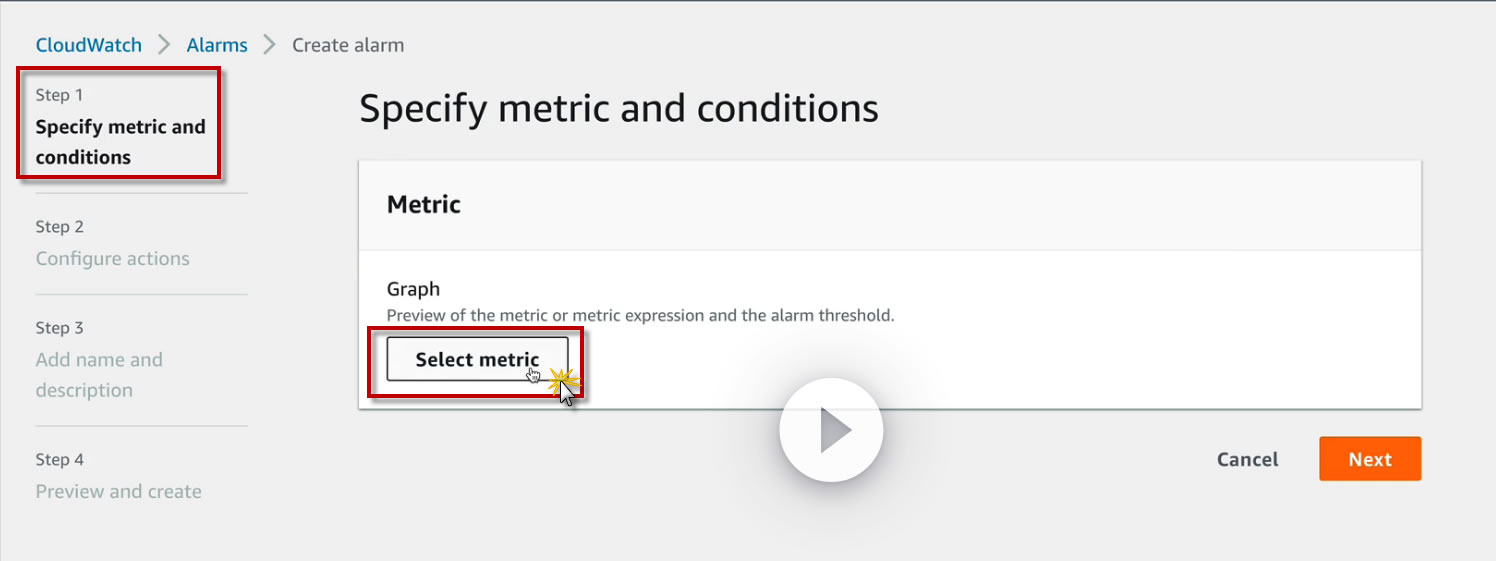 CloudWatch > Alarms > Create alarm
Step 1
Specify metric and
conditions
Step 2
Configure actions
Step 3
Add name and
description
Step 4
Preview and create
Specify metric and conditions
Metric
Graph
Preview of the metric or metric expression and the alarm threshold.
Select metric
Cancel
Next